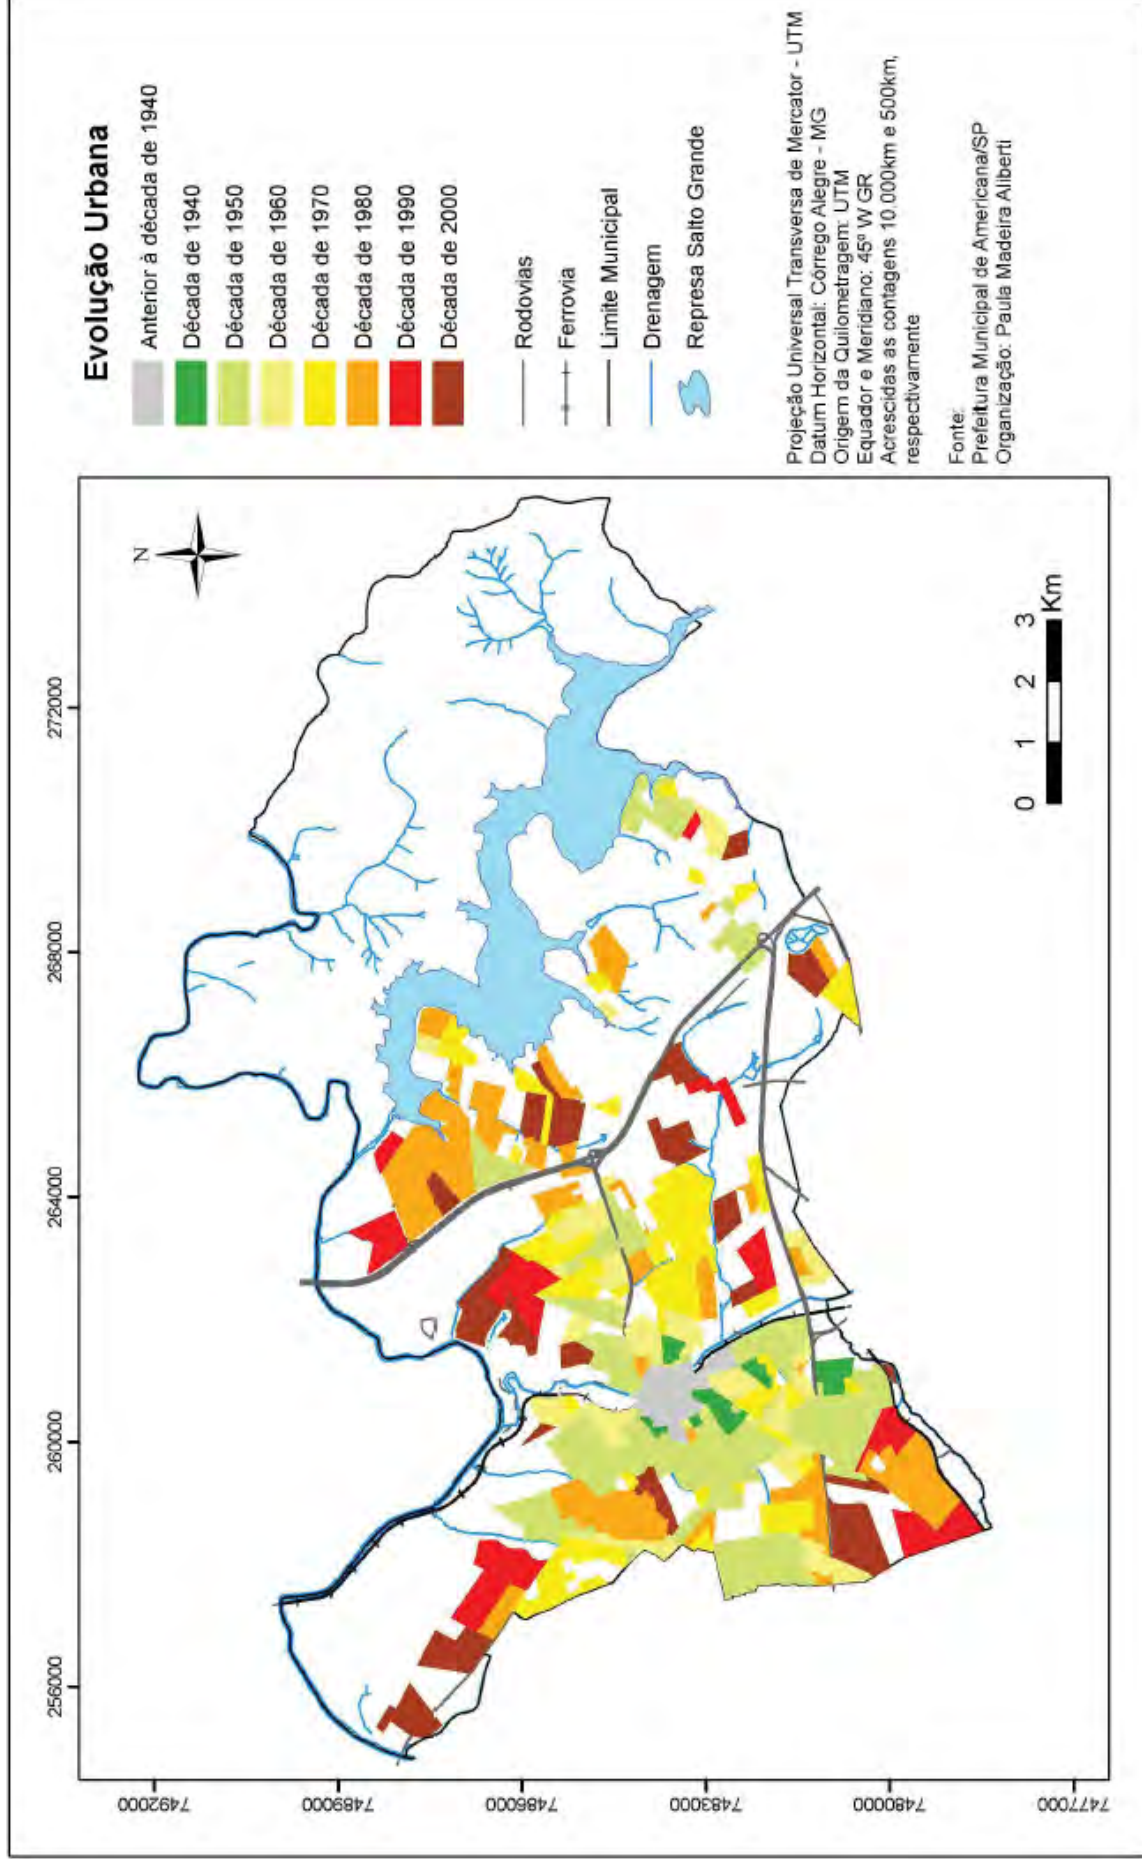 Evolução Urbana
Anterior à década de 1940
Década de 1940
Década de 1950
Década de 1960
Década de 1970
Década de 1980
Década de 1990
Década de 2000
Rodovias
Ferrovia
Limite Municipal
Drenagem
Represa Salto Grande
Projeção Universal Transversa de Mercator - UTM
Datum Horizontal: Córrego Alegre - MG
Origem da Quilometragem: UTM
Equador e Meridiano: 45º W GR
Acrescidas as contagens 10.000km e 500km,
respectivamente
Fonte:
Prefeitura Municipal de Americana/SP
Organização: Paula Madeira Aliberti
N
256000
260000
264000
268000
272000
7492000
7489000
7486000
7483000
7480000
7477000
0 1 2 3
Km